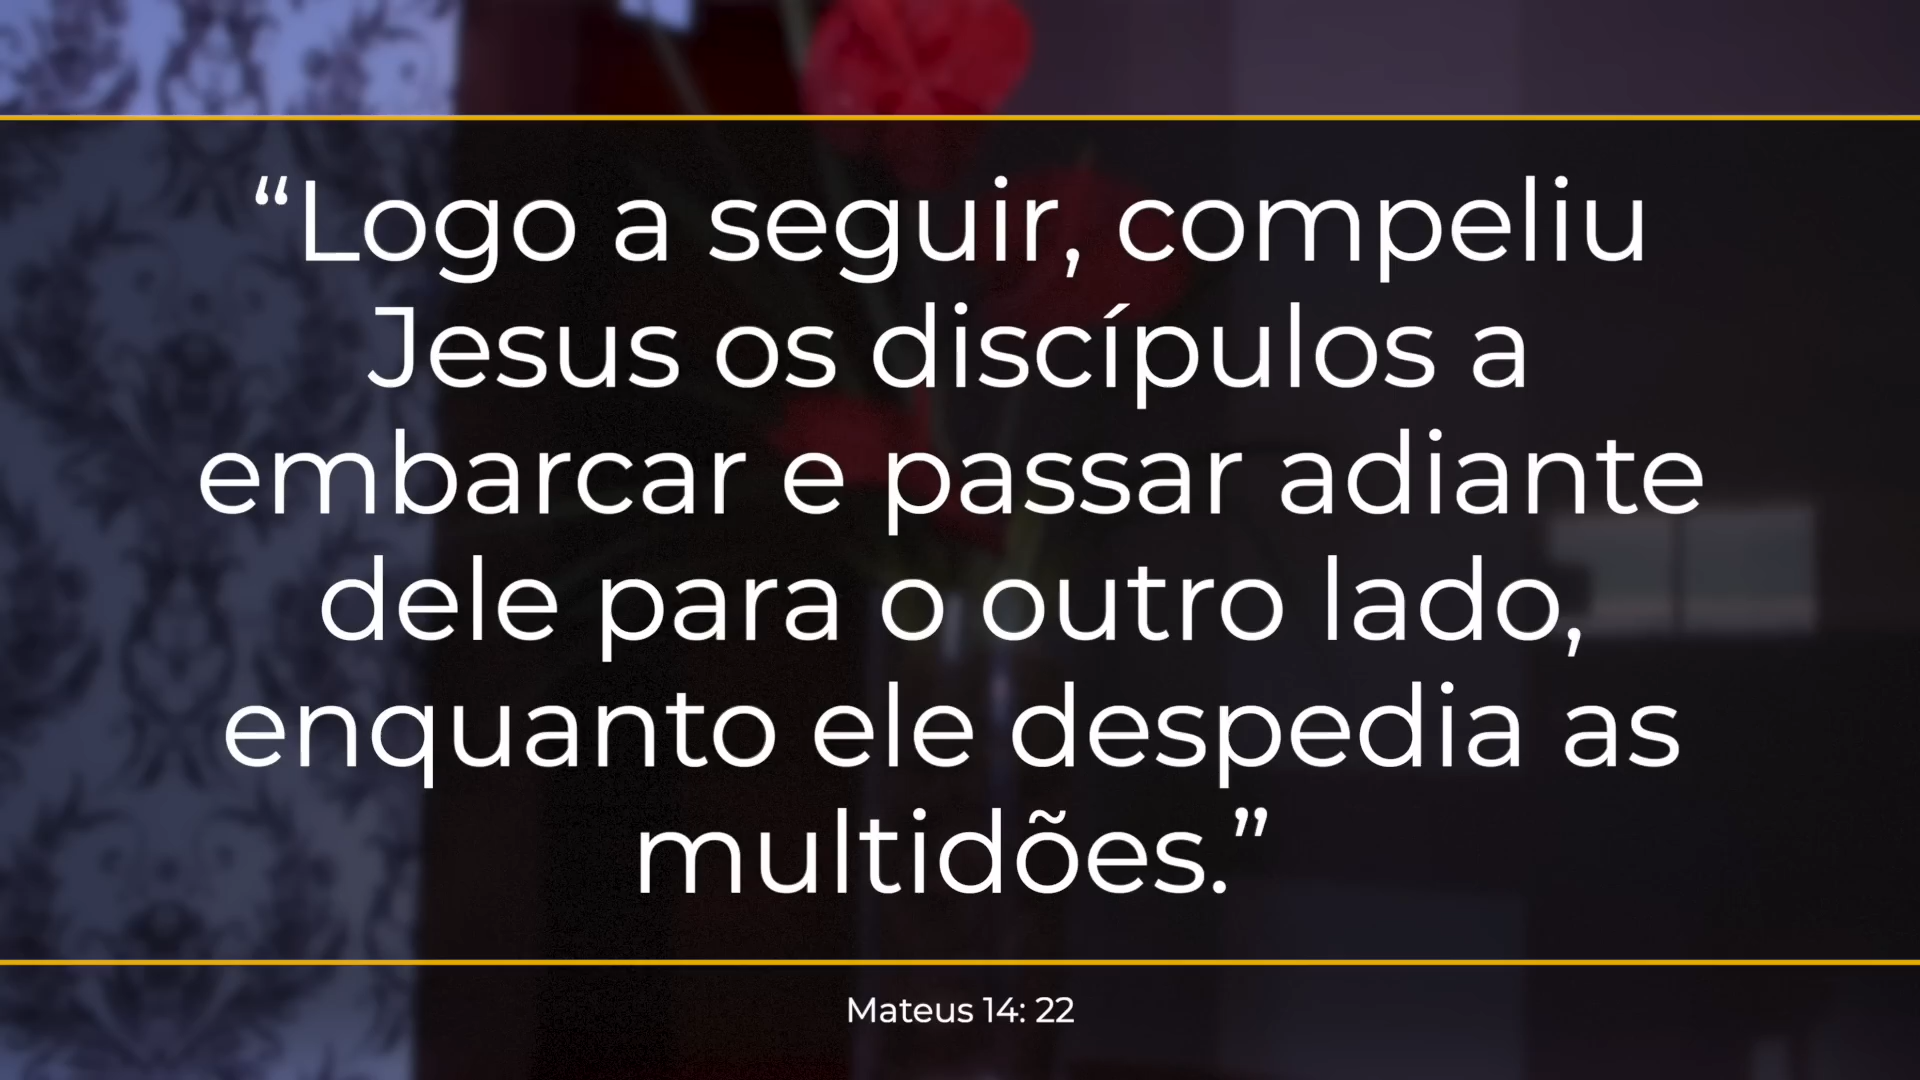 “Logo a seguir, compeliu
Jesus os discípulos a
embarcar e passar adiante
dele para o outro lado,
enquanto ele despedia as
multidões.”
Mateus 14: 22